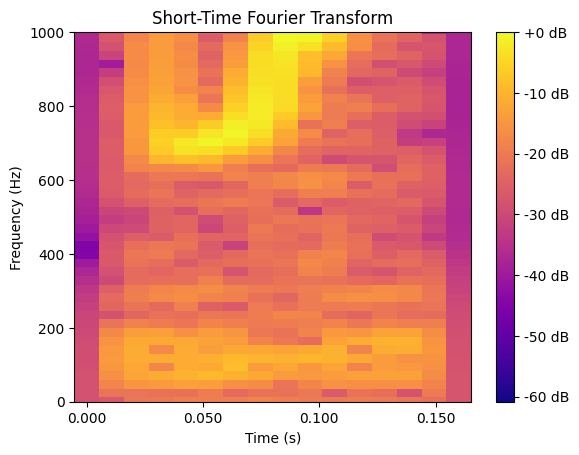 Short-Time Fourier Transform
1000
800
600
400
200
0
Frequency (Hz)
0.000
0.050
0.100
0.150
Time (s)
+0 dB
-10 dB
-20 dB
-30 dB
-40 dB
-50 dB
-60 dB